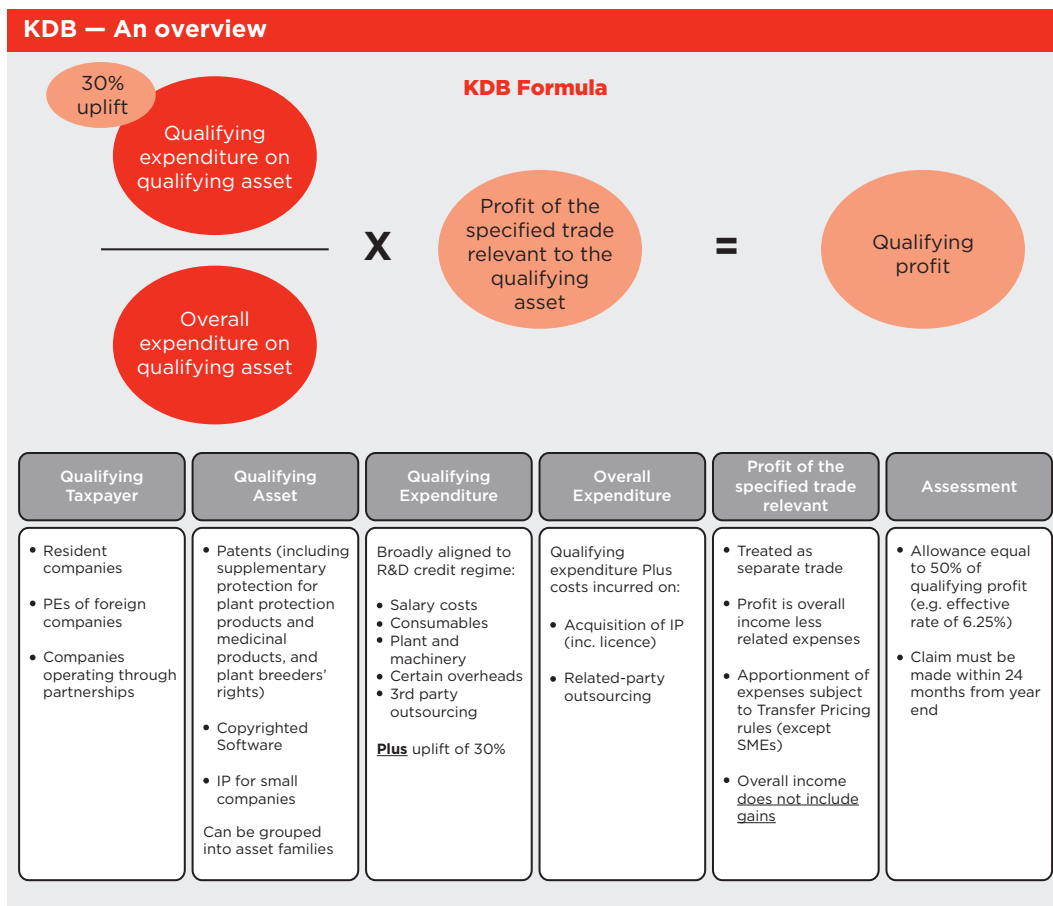 KDB — An overview
30%
uplift
Qualifying
expenditure on
qualifying asset
Overall
expenditure on
qualifying asset
X
KDB Formula
Profit of the
specified trade
relevant to the
qualifying
asset
=
Qualifying
profit
Qualifying
Taxpayer
• Resident
companies
• PEs of foreign
companies
• Companies
operating through
partnerships
Qualifying
Asset
• Patents (including
supplementary
protection for
plant protection
products and
medicinal
products, and
plant breeders'
rights)
• Copyrighted
Software
• IP for small
companies
Can be grouped
into asset families
Qualifying
Expenditure
Broadly aligned to
R&D credit regime:
• Salary costs
• Consumables
• Plant and
machinery
• Certain overheads
• 3rd party
outsourcing
Plus uplift of 30%
Overall
Expenditure
Qualifying
expenditure Plus
costs incurred on:
• Acquisition of IP
(inc. licence)
• Related-party
outsourcing
Profit of the
specified trade
relevant
• Treated as
separate trade
• Profit is overall
income less
related expenses
• Apportionment of
expenses subject
to Transfer Pricing
rules (except
SMEs)
• Overall income
does not include
gains
Assessment
• Allowance equal
to 50% of
qualifying profit
(e.g. effective
rate of 6.25%)
• Claim must be
made within 24
months from year
end